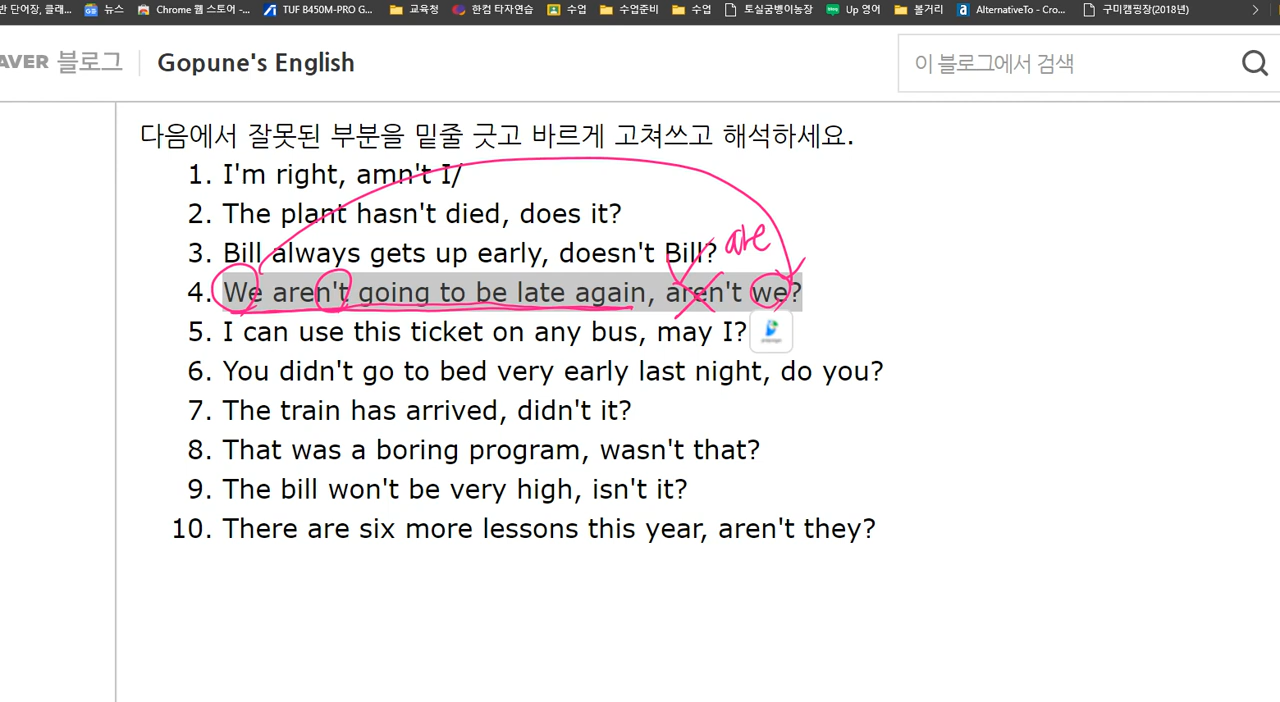 반 단어장, 클래... 뉴스 Chrome 웹 스토어 -... TUF B450M-PRO G... 교육청 한컴 타자연습 수업 수업준비 수업 토실굼벵이농장 Up 영어 볼거리 AlternativeTo - Cro... 구미캠핑장(2018년)
AVER 블로그 Gopune's English 이 블로그에서 검색
다음에서 잘못된 부분을 밑줄 긋고 바르게 고쳐쓰고 해석하세요.
1. I'm right, amn't I/
2. The plant hasn't died, does it?
3. Bill always gets up early, doesn't Bill?
are
4. We aren't going to be late again, aren't we?
5. I can use this ticket on any bus, may I?
6. You didn't go to bed very early last night, do you?
7. The train has arrived, didn't it?
8. That was a boring program, wasn't that?
9. The bill won't be very high, isn't it?
10. There are six more lessons this year, aren't they?